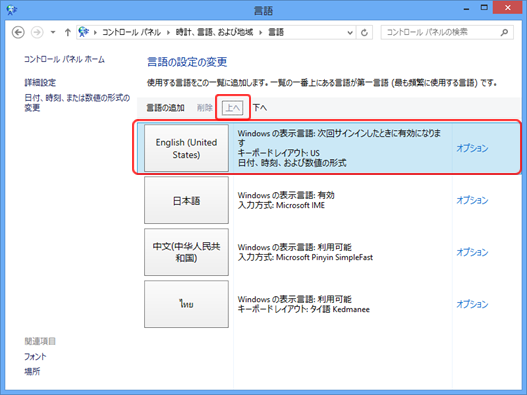 言語
コントロール パネル ▸ 時計、言語、および地域 ▸ 言語
コントロール パネルの検索
コントロール パネル ホーム
詳細設定
日付、時刻、または数値の形式の
変更
言語の設定の変更
使用する言語をこの一覧に追加します。一覧の一番上にある言語が第一言語 (最も頻繁に使用する言語) です。
言語の追加 削除 上へ 下へ
English (United
States)
Windows の表示言語: 次回サインインしたときに有効になりま
す
キーボード レイアウト: US
日付、時刻、および数値の形式
オプション
日本語
Windows の表示言語: 有効
入力方式: Microsoft IME
オプション
中文(中华人民共
和国)
Windows の表示言語: 利用可能
入力方式: Microsoft Pinyin SimpleFast
オプション
ไทย
Windows の表示言語: 利用可能
キーボード レイアウト: タイ語 Kedmanee
オプション
関連項目
フォント
場所